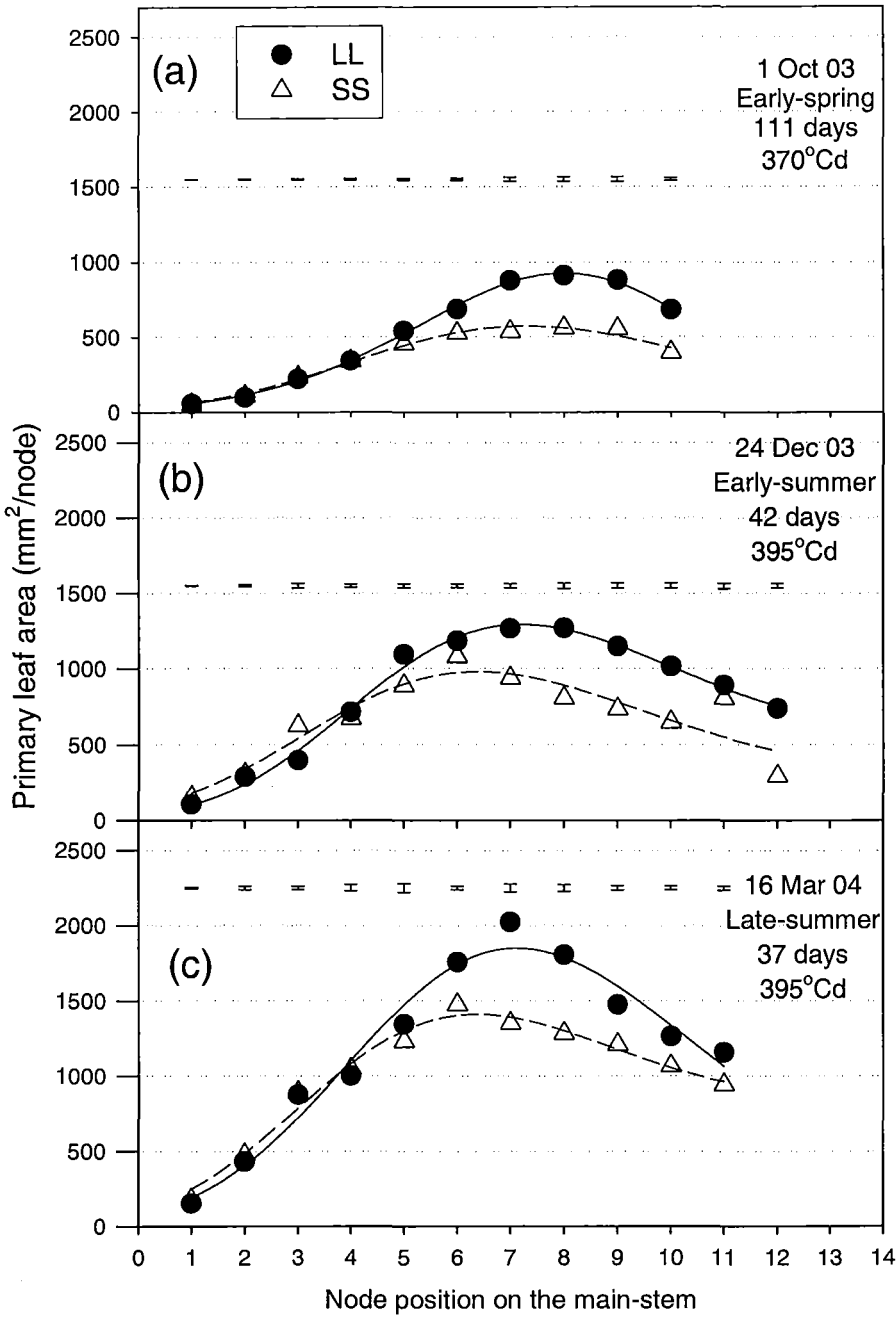 2500
2000
1500
1000
500
0
(a)
LL
SS
1 Oct 03
Early-spring
111 days
370°Cd
2500
2000
1500
1000
500
0
(b)
24 Dec 03
Early-summer
42 days
395°Cd
2500
2000
1500
1000
500
0
(c)
16 Mar 04
Late-summer
37 days
395°Cd
Primary leaf area (mm²/node)
0 1 2 3 4 5 6 7 8 9 10 11 12 13 14
Node position on the main-stem